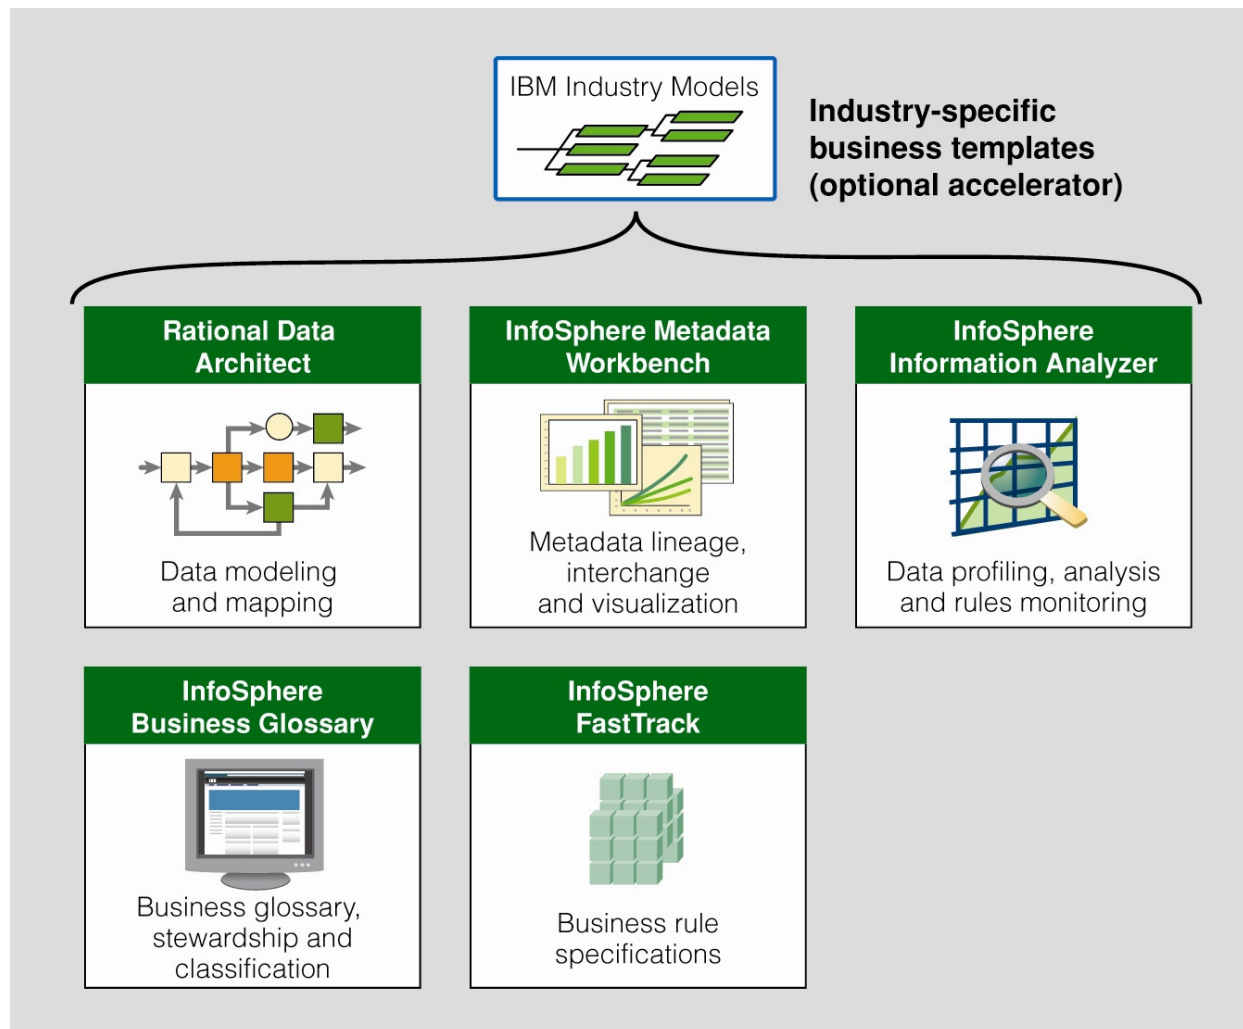 IBM Industry Models
Industry-specific
business templates
(optional accelerator)
Rational Data
Architect
Data modeling
and mapping
InfoSphere Metadata
Workbench
Metadata lineage,
interchange
and visualization
InfoSphere
Information Analyzer
Data profiling, analysis
and rules monitoring
InfoSphere
Business Glossary
Business glossary,
stewardship and
classification
InfoSphere
FastTrack
Business rule
specifications